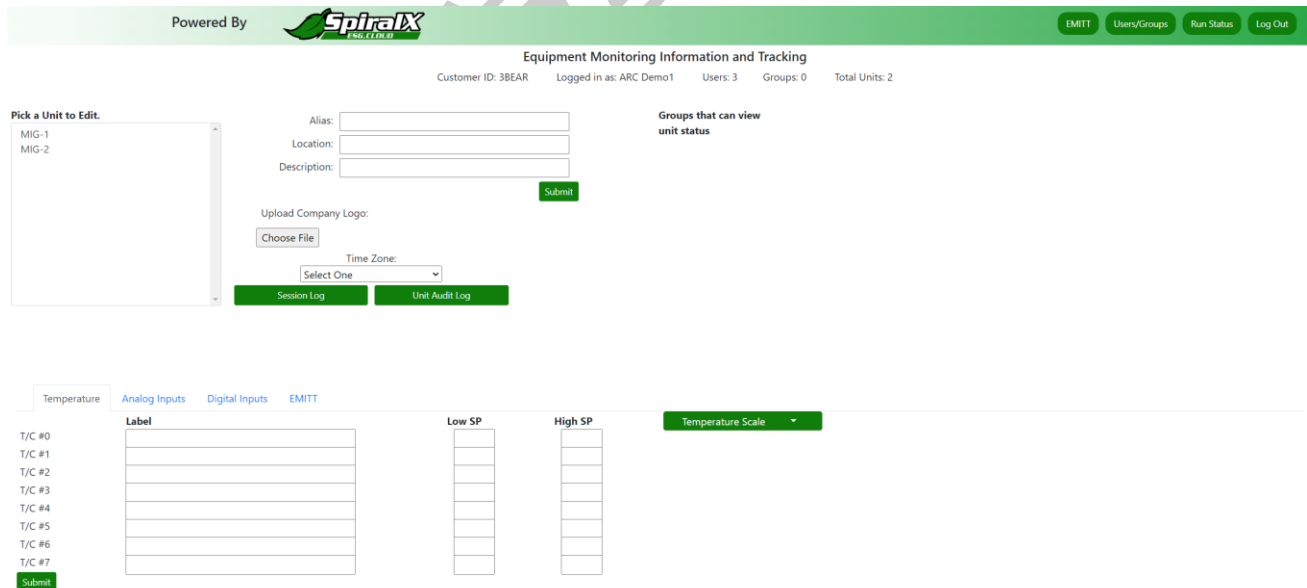 Powered By SpiralX ESG.CLOUD EMITT Users/Groups Run Status Log Out
Equipment Monitoring Information and Tracking
Customer ID: 3BEAR Logged in as: ARC Demo1 Users: 3 Groups: 0 Total Units: 2
Pick a Unit to Edit.
MIG-1
MIG-2
Alias:
Location:
Description:
Submit
Upload Company Logo:
Choose File
Time Zone:
Select One
Session Log Unit Audit Log
Groups that can view
unit status
Temperature Analog Inputs Digital Inputs EMITT
Label Low SP High SP Temperature Scale
T/C #0
T/C #1
T/C #2
T/C #3
T/C #4
T/C #5
T/C #6
T/C #7
Submit